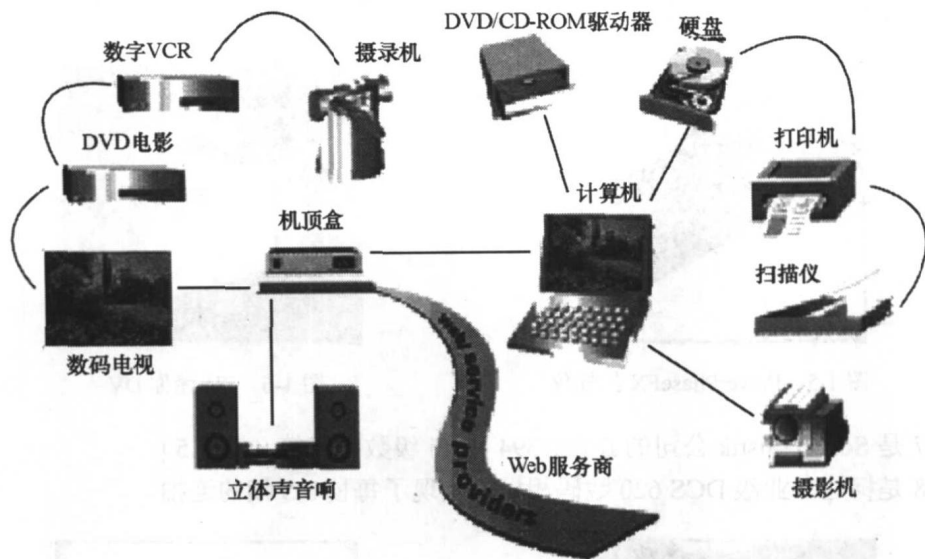 DVD/CD-ROM驱动器
硬盘
数字VCR
摄录机
DVD电影
打印机
计算机
机顶盒
扫描仪
数码电视
service providers
Web服务商
立体声音响
摄影机